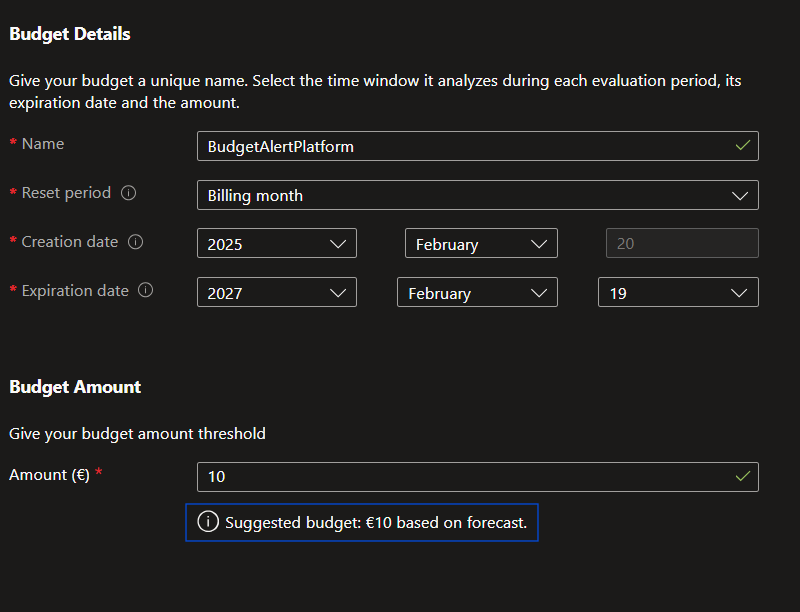 Budget Details
Give your budget a unique name. Select the time window it analyzes during each evaluation period, its
expiration date and the amount.
* Name BudgetAlertPlatform
* Reset period Billing month
* Creation date 2025 February 20
* Expiration date 2027 February 19
Budget Amount
Give your budget amount threshold
Amount (€) * 10
Suggested budget: €10 based on forecast.